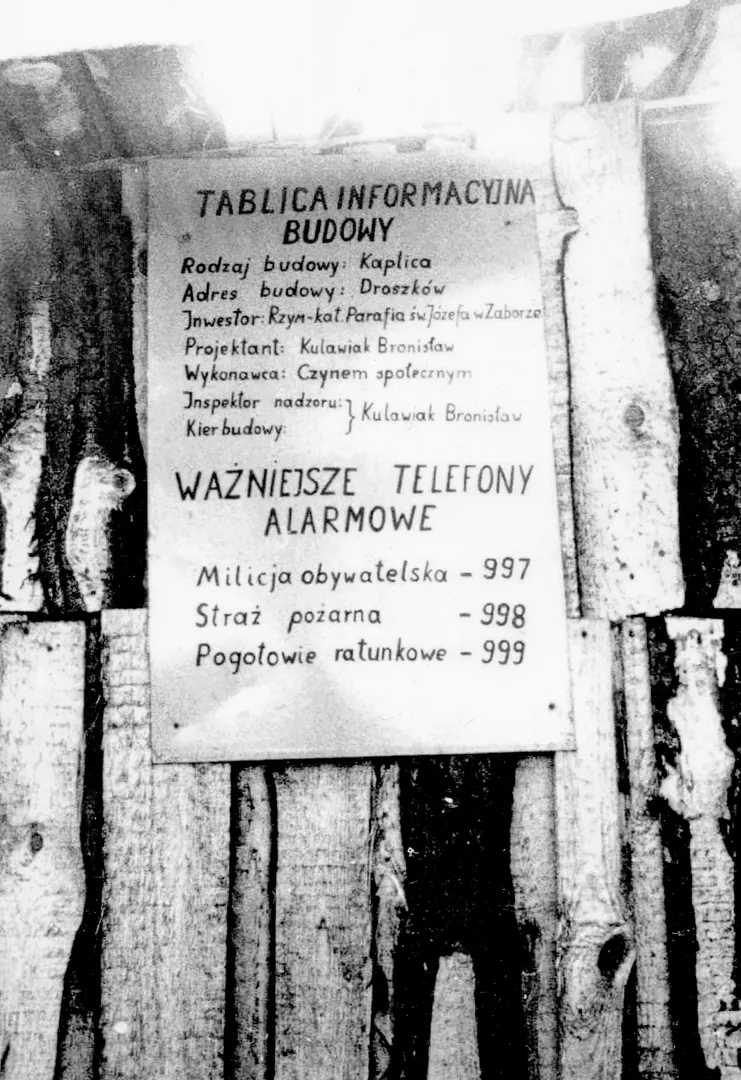 TABLICA INFORMACYJNA
BUDOWY
Rodzaj budowy: Kaplica
Adres budowy: Droszków
Inwestor: Rzym-kat. Parafia św. Józefa w Zaborze
Projektant: Kulawiak Bronisław
Wykonawca: Czynem społecznym
Inspektor nadzoru: } Kulawiak Bronisław
Kier budowy:
WAŻNIEJSZE TELEFONY
ALARMOWE
Milicja obywatelska - 997
Straż pożarna - 998
Pogotowie ratunkowe - 999